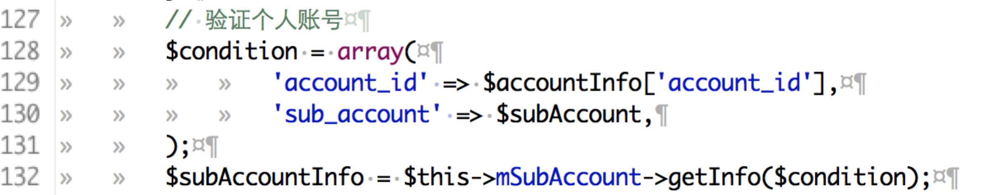 127 » » // · 验证个人账号¤¶
128 » » $condition·=·array(¤¶
129 » » » » 'account_id'·=>·$accountInfo['account_id'],¤¶
130 » » » » 'sub_account'·=>·$subAccount,¶
131 » » );¤¶
132 » » $subAccountInfo·=·$this->mSubAccount->getInfo($condition);¤¶